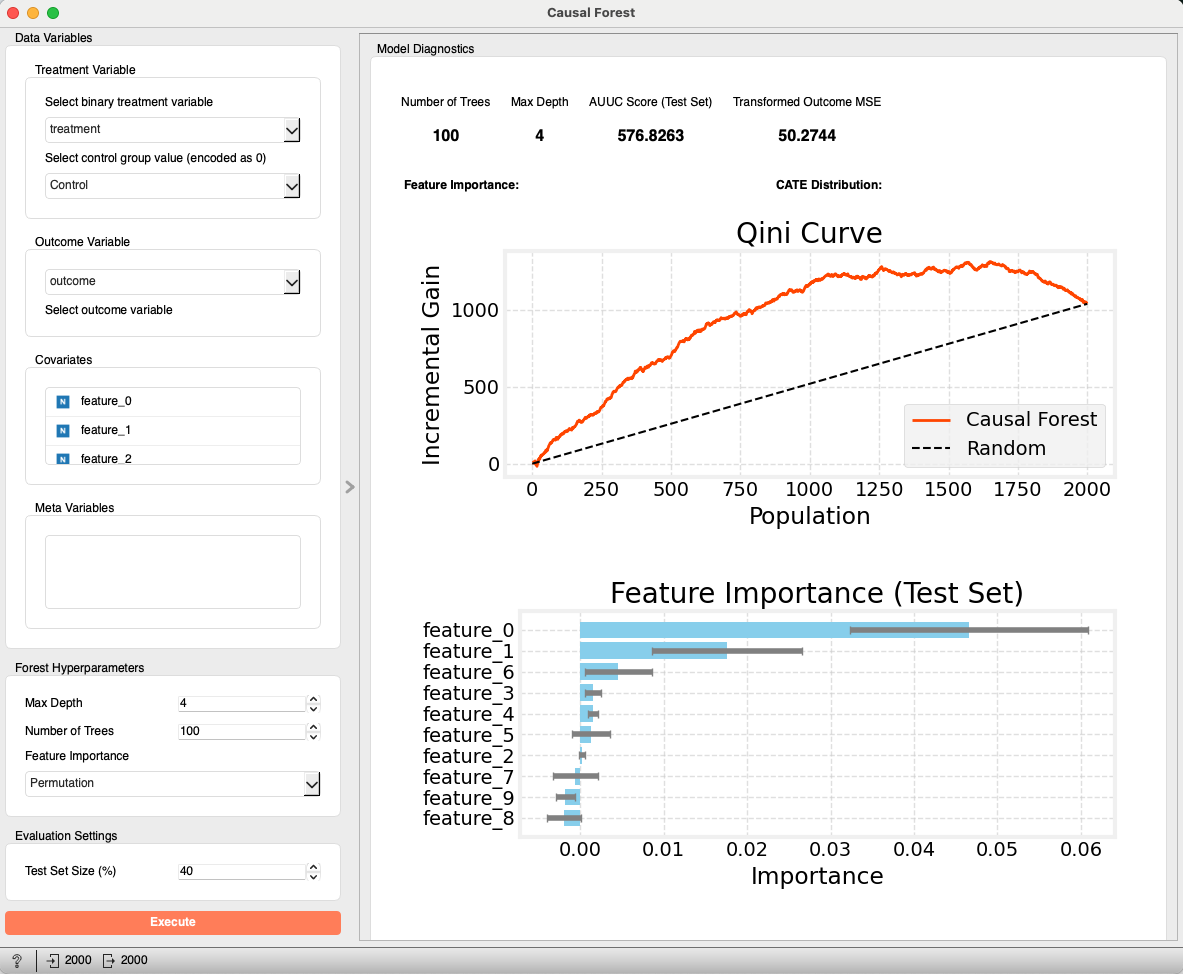 Causal Forest
Data Variables
Treatment Variable
Select binary treatment variable
treatment
Select control group value (encoded as 0)
Control
Outcome Variable
outcome
Select outcome variable
Covariates
N feature_0
N feature_1
N feature_2
Meta Variables
Forest Hyperparameters
Max Depth 4
Number of Trees 100
Feature Importance
Permutation
Evaluation Settings
Test Set Size (%) 40
Execute
Model Diagnostics
Number of Trees Max Depth AUUC Score (Test Set) Transformed Outcome MSE
100 4 576.8263 50.2744
Feature Importance: CATE Distribution:
Qini Curve
Incremental Gain
1000
500
0
Causal Forest
Random
0 250 500 750 1000 1250 1500 1750 2000
Population
Feature Importance (Test Set)
feature_0
feature_1
feature_6
feature_3
feature_4
feature_5
feature_2
feature_7
feature_9
feature_8
0.00 0.01 0.02 0.03 0.04 0.05 0.06
Importance
? 2000 2000